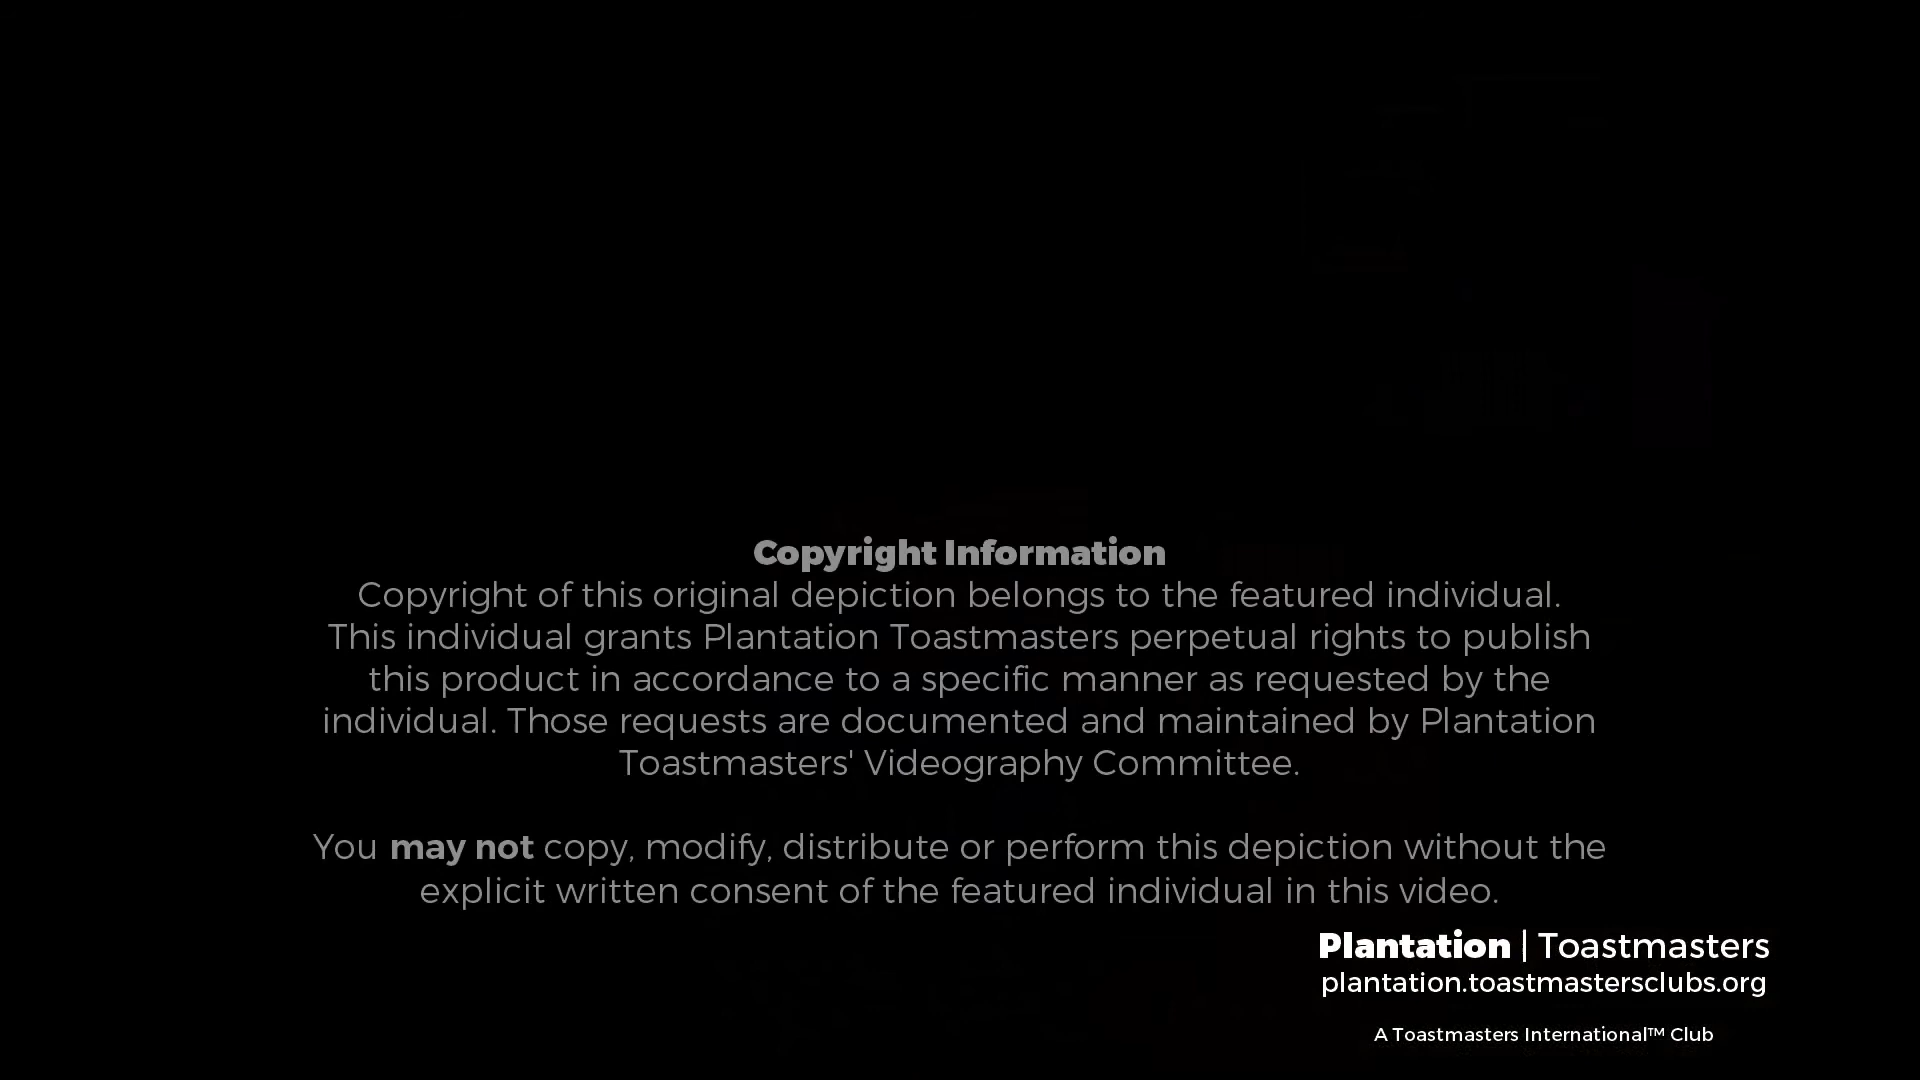 Copyright Information
Copyright of this original depiction belongs to the featured individual.
This individual grants Plantation Toastmasters perpetual rights to publish
this product in accordance to a specific manner as requested by the
individual. Those requests are documented and maintained by Plantation
Toastmasters' Videography Committee.
You may not copy, modify, distribute or perform this depiction without the
explicit written consent of the featured individual in this video.
Plantation | Toastmasters
plantation.toastmastersclubs.org
A Toastmasters International™ Club